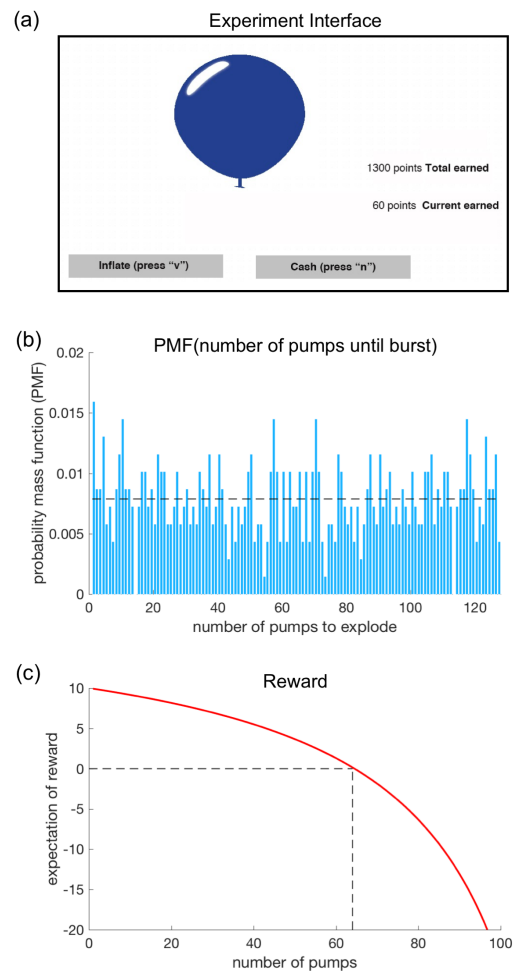 (a)
Experiment Interface
1300 points Total earned
60 points Current earned
Inflate (press “v”)
Cash (press “n”)
(b)
PMF(number of pumps until burst)
probability mass function (PMF)
0.02
0.015
0.01
0.005
0
0 20 40 60 80 100 120
number of pumps to explode
(c)
Reward
expectation of reward
10
5
0
-5
-10
-15
-20
0 20 40 60 80 100
number of pumps